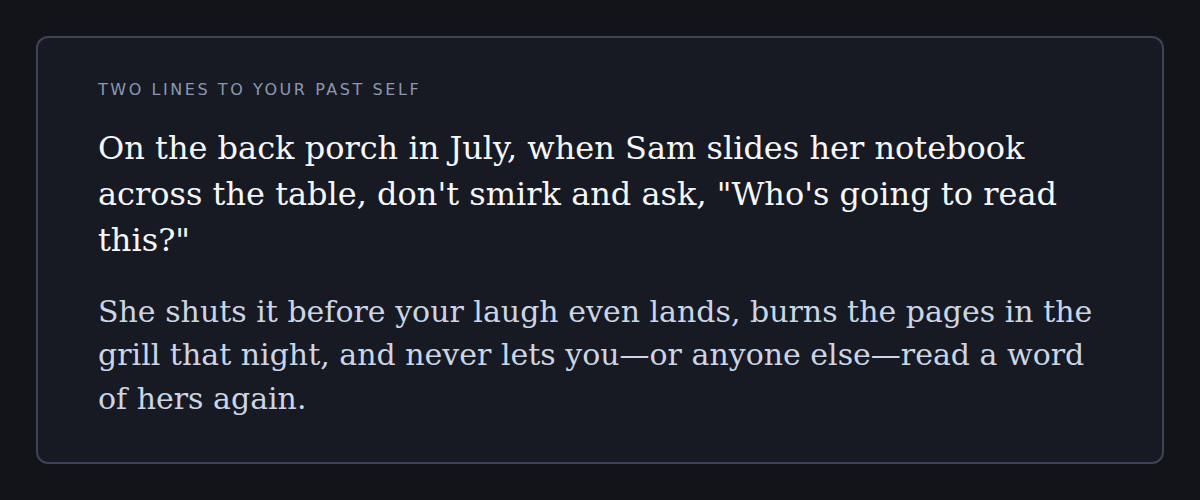 TWO LINES TO YOUR PAST SELF
On the back porch in July, when Sam slides her notebook
across the table, don't smirk and ask, "Who's going to read
this?"
She shuts it before your laugh even lands, burns the pages in the
grill that night, and never lets you—or anyone else—read a word
of hers again.